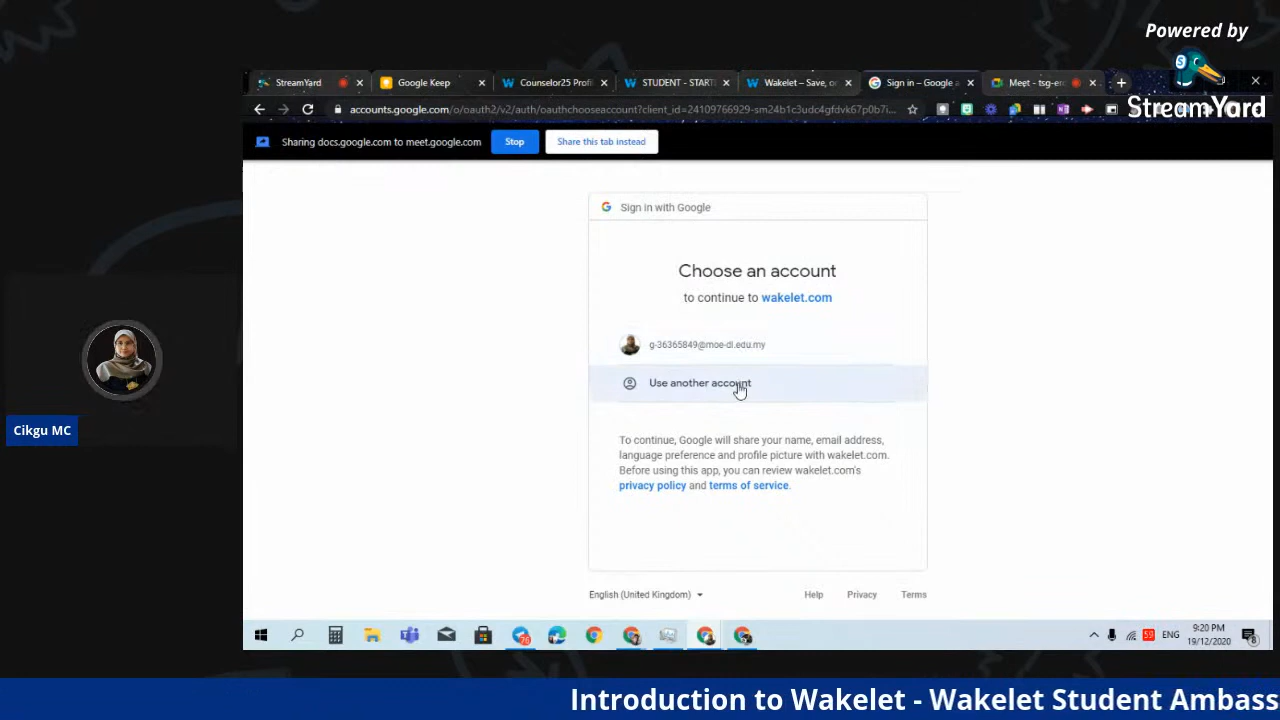 Powered by
StreamYard
StreamYard
Google Keep
Counselor25 Profi
STUDENT - START
Wakelet – Save, o
Sign in – Google a
Meet - tsg-erc
accounts.google.com/o/oauth2/v2/auth/oauthchooseaccount?
Sharing docs.google.com to meet.google.com
Stop
Share this tab instead
Sign in with Google
Choose an account
to continue to wakelet.com
g-36365849@moe-dl.edu.my
Use another account
To continue, Google will share your name, email address,
language preference and profile picture with wakelet.com.
Before using this app, you can review wakelet.com's
privacy policy and terms of service.
English (United Kingdom)
Help
Privacy
Terms
Cikgu MC
ENG
9:20 PM
19/12/2020
Introduction to Wakelet - Wakelet Student Ambass